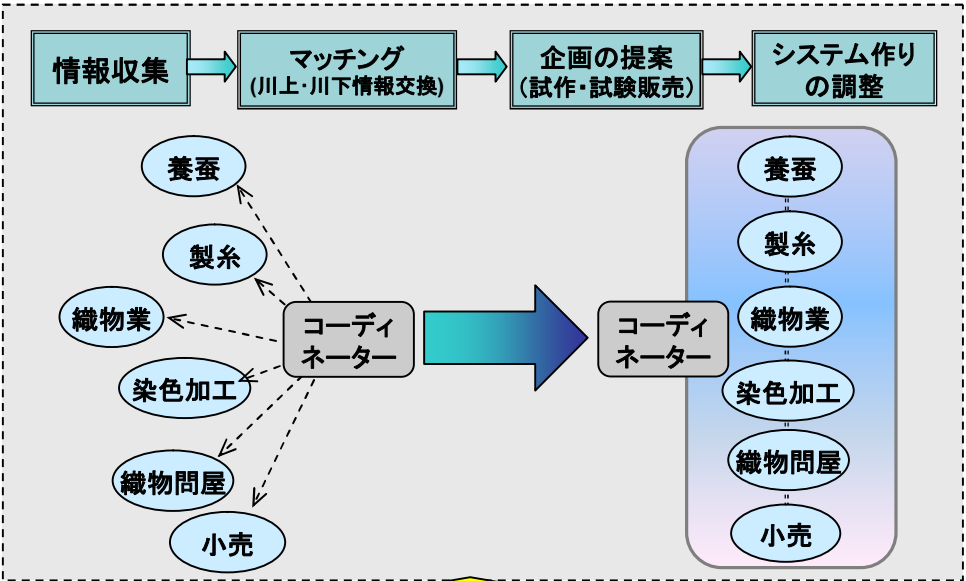 情報収集
マッチング
(川上・川下情報交換)
企画の提案
(試作・試験販売)
システム作り
の調整
養蚕
製糸
織物業
染色加工
織物問屋
小売
コーディ
ネーター
コーディ
ネーター
養蚕
製糸
織物業
染色加工
織物問屋
小売